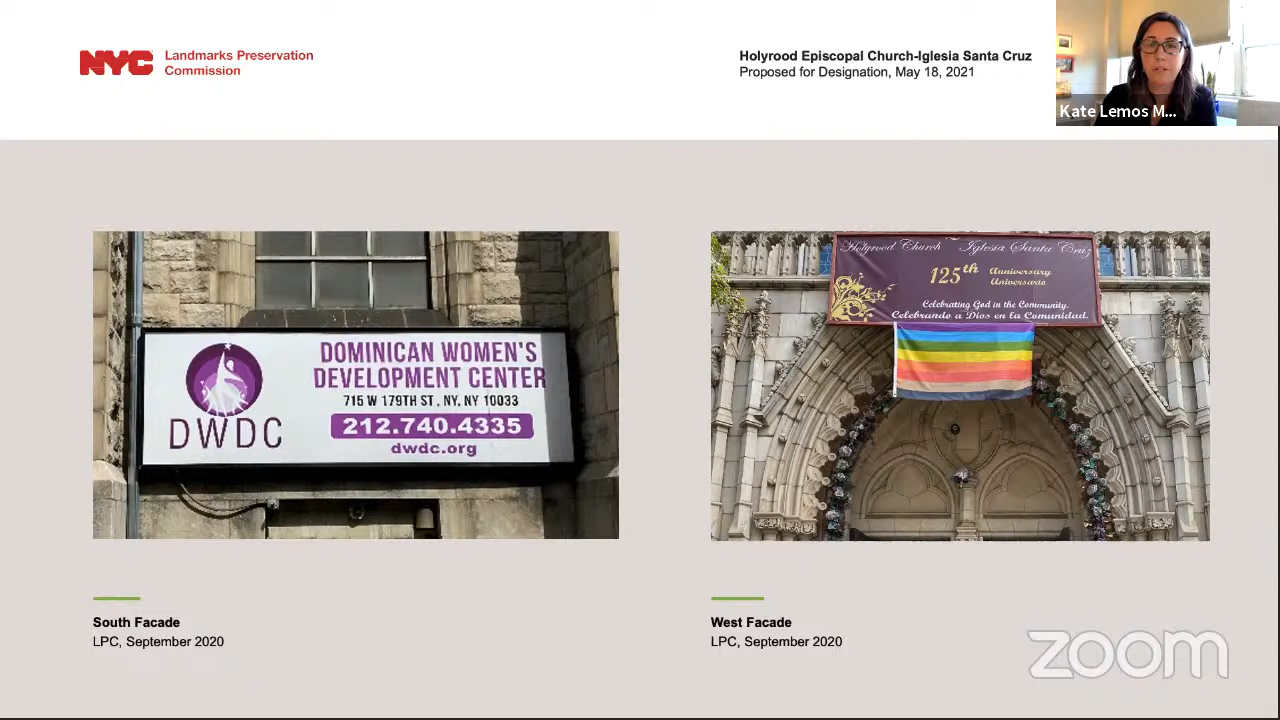 NYC
Landmarks Preservation
Commission
Holyrood Episcopal Church-Iglesia Santa Cruz
Proposed for Designation, May 18, 2021
Kate Lemos M...
DOMINICAN WOMEN'S
DEVELOPMENT CENTER
715 W 179TH ST , NY, NY 10033
212.740.4335
dwdc.org
DWDC
Holyrood Church Iglesia Santa Cruz
125th Anniversary
Aniversario
Celebrating God in the Community.
Celebrando a Dios en la Comunidad.
South Facade
LPC, September 2020
West Facade
LPC, September 2020
zoom